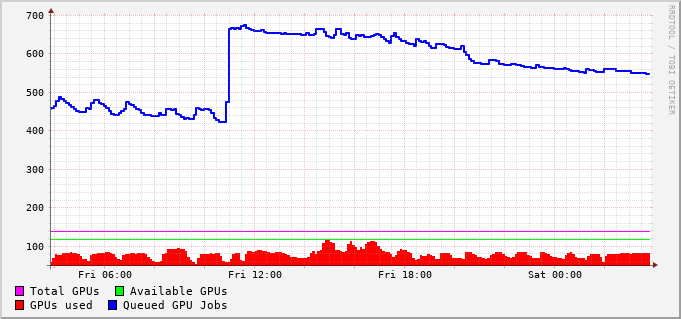 700
600
500
400
300
200
100
Fri 06:00 Fri 12:00 Fri 18:00 Sat 00:00
Total GPUs Available GPUs
GPUs used Queued GPU Jobs
RRDTOOL / TOBI OETIKER